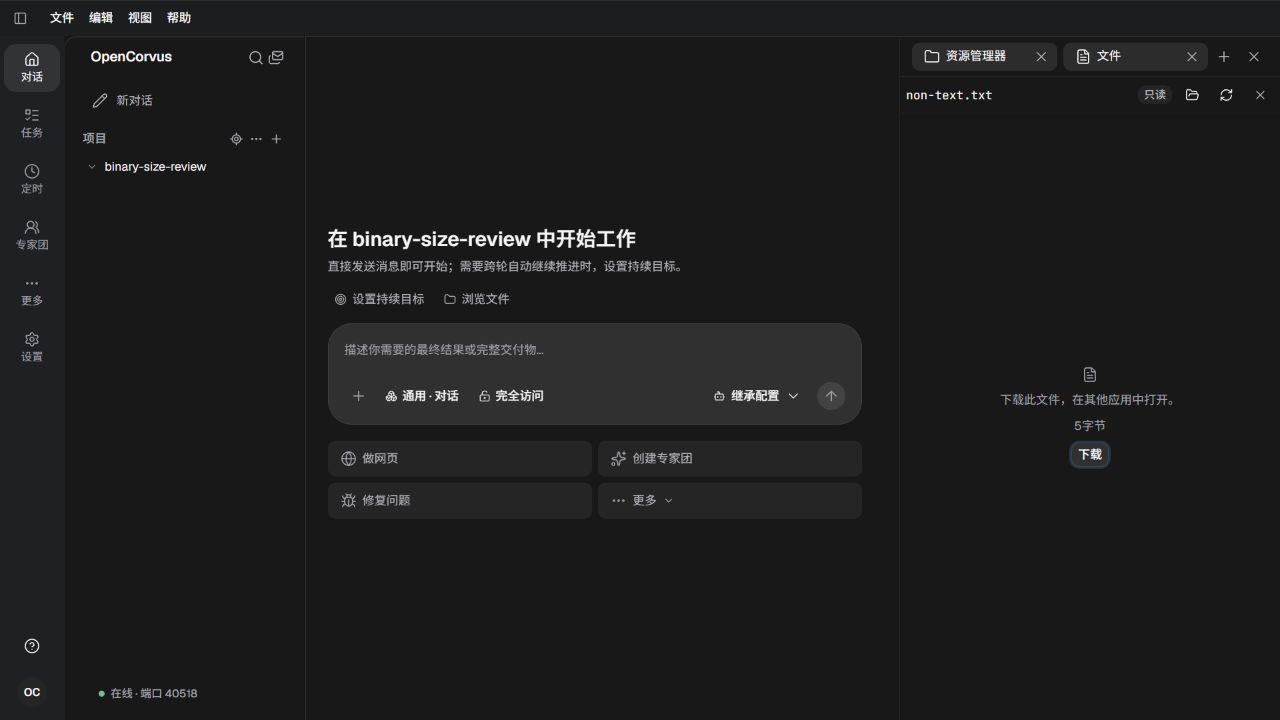 文件 编辑 视图 帮助
对话
任务
定时
专家团
更多
设置
OC
OpenCorvus
新对话
项目
binary-size-review
在线 · 端口 40518
在 binary-size-review 中开始工作
直接发送消息即可开始；需要跨轮自动继续推进时，设置持续目标。
设置持续目标 浏览文件
描述你需要的最终结果或完整交付物...
通用 · 对话 完全访问 继承配置
做网页 创建专家团
修复问题 更多
资源管理器 文件
non-text.txt 只读
下载此文件，在其他应用中打开。
5字节
下载